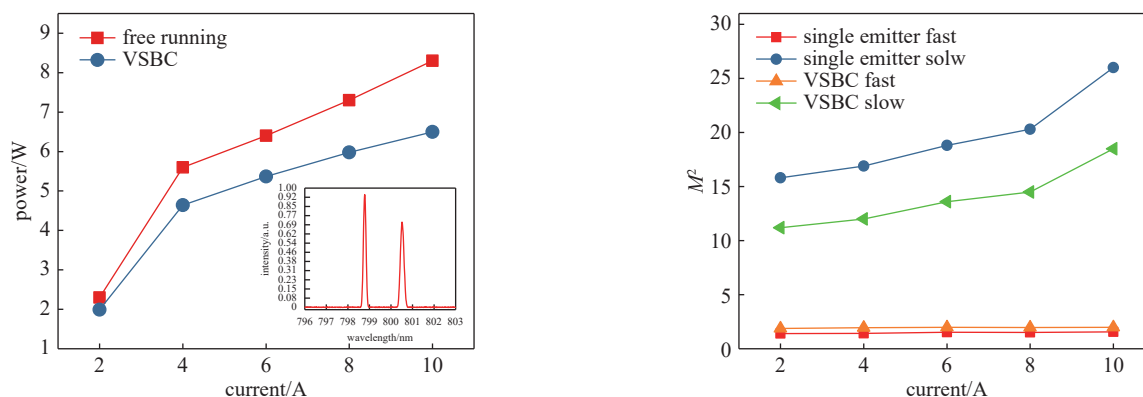 9
8
7
6
5
4
3
2
1
power/W
free running
VSBC
1.00
0.92
0.85
0.77
0.69
0.62
0.54
0.46
0.38
0.31
0.23
0.15
0.08
0
intensity/a.u.
796 797 798 799 800 801 802 803
wavelength/nm
2 4 6 8 10
current/A
30
25
20
15
10
5
0
M²
single emitter fast
single emitter solw
VSBC fast
VSBC slow
2 4 6 8 10
current/A